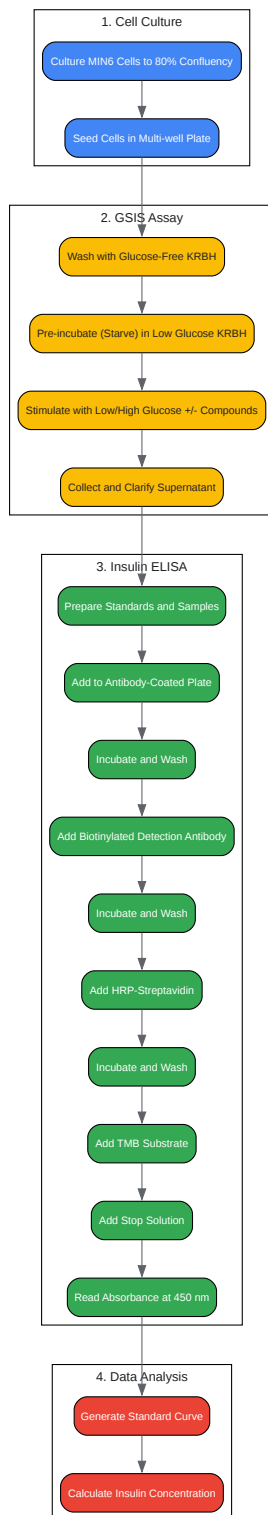 1. Cell Culture
Culture MIN6 Cells to 80% Confluency
Seed Cells in Multi-well Plate
2. GSIS Assay
Wash with Glucose-Free KRBH
Pre-incubate (Starve) in Low Glucose KRBH
Stimulate with Low/High Glucose +/- Compounds
Collect and Clarify Supernatant
3. Insulin ELISA
Prepare Standards and Samples
Add to Antibody-Coated Plate
Incubate and Wash
Add Biotinylated Detection Antibody
Incubate and Wash
Add HRP-Streptavidin
Incubate and Wash
Add TMB Substrate
Add Stop Solution
Read Absorbance at 450 nm
4. Data Analysis
Generate Standard Curve
Calculate Insulin Concentration